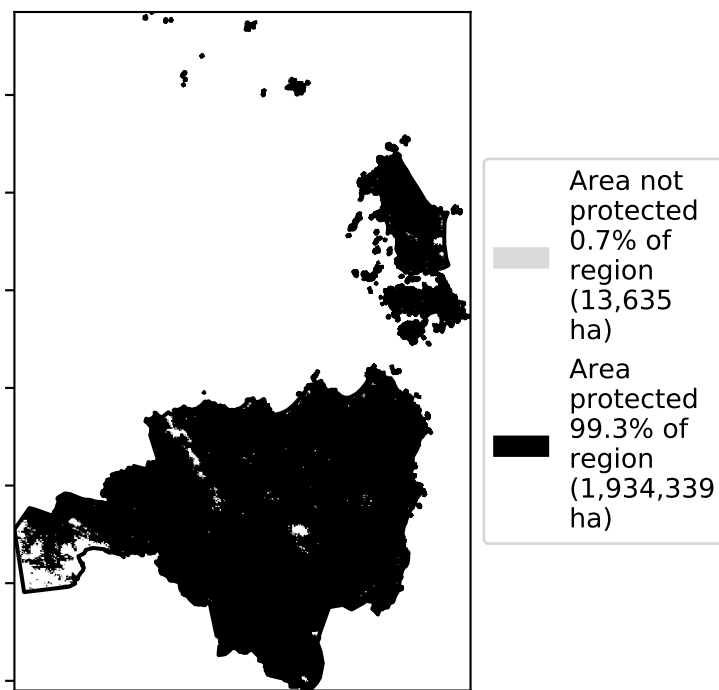 Area not
protected
0.7% of
region
(13,635
ha)
Area
protected
99.3% of
region
(1,934,339
ha)